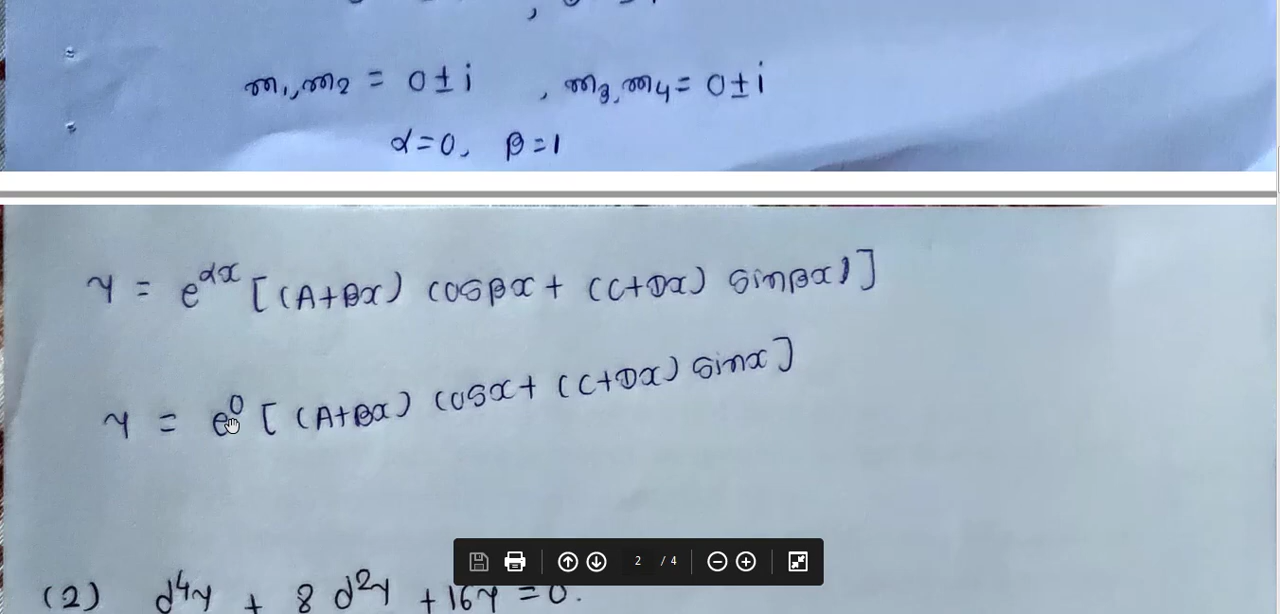 m₁,m₂ = 0±i , m₃,m₄ = 0±i
α=0, β=1
y = e^αx [(A+Bx) cosβx + (C+Dx) sinβx)]
y = e^0 [(A+Bx) cosx + (C+Dx) sinx]
(2) d⁴y + 8 d²y + 16y = 0.
2 / 4